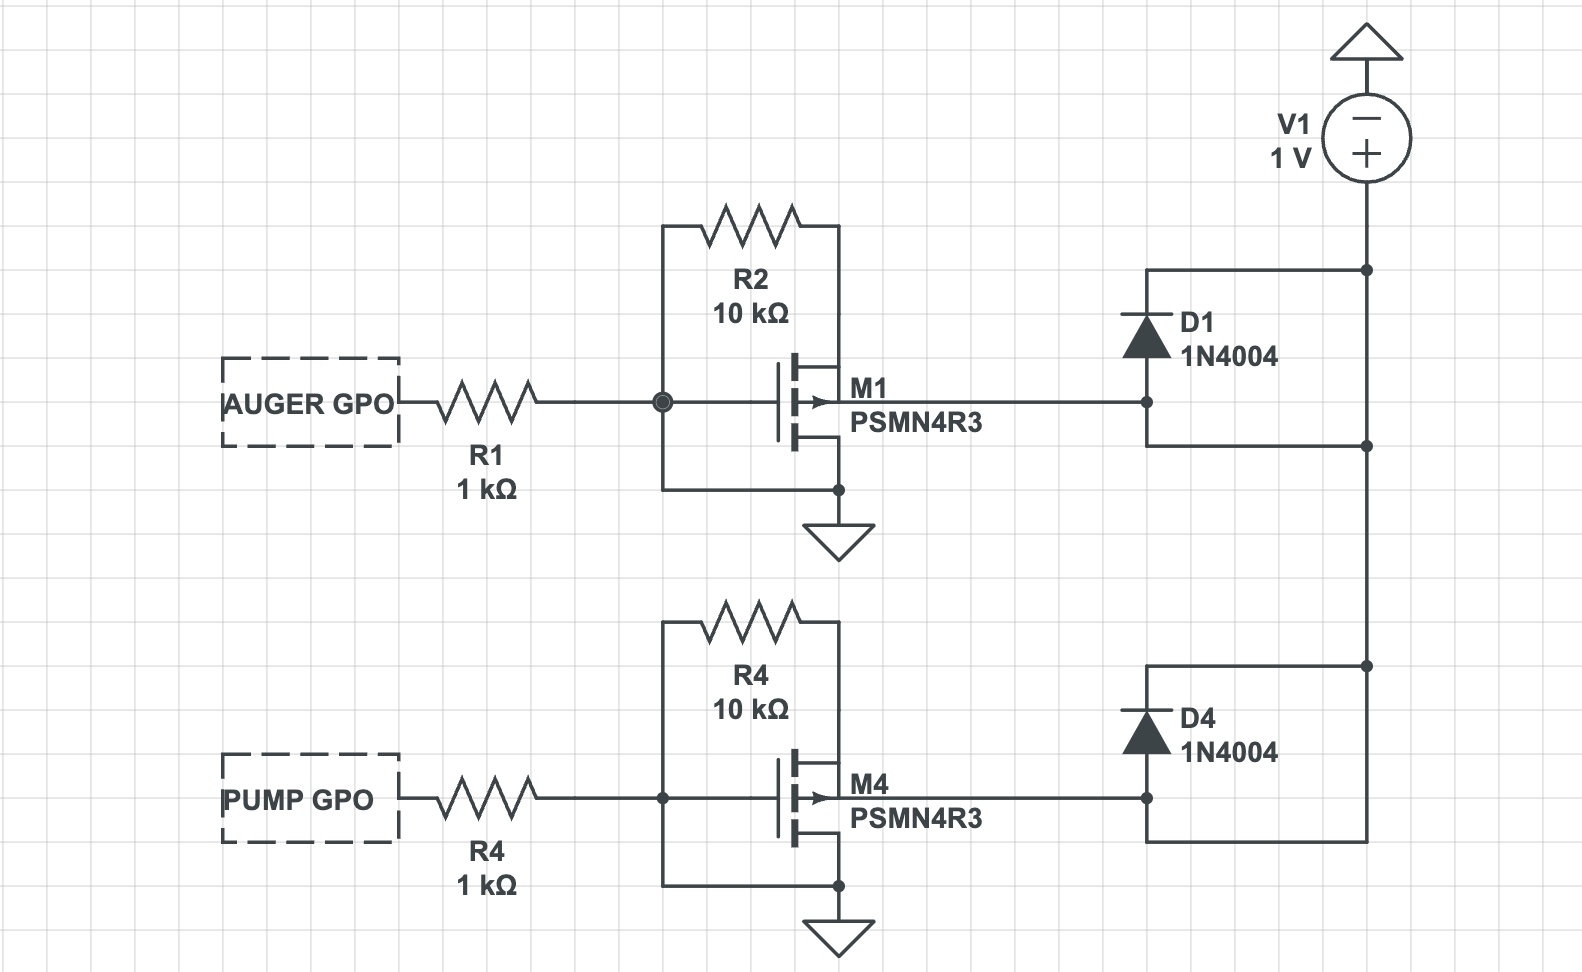 V1
1 V
R2
10 kΩ
D1
1N4004
AUGER GPO
M1
PSMN4R3
R1
1 kΩ
R4
10 kΩ
D4
1N4004
PUMP GPO
M4
PSMN4R3
R4
1 kΩ